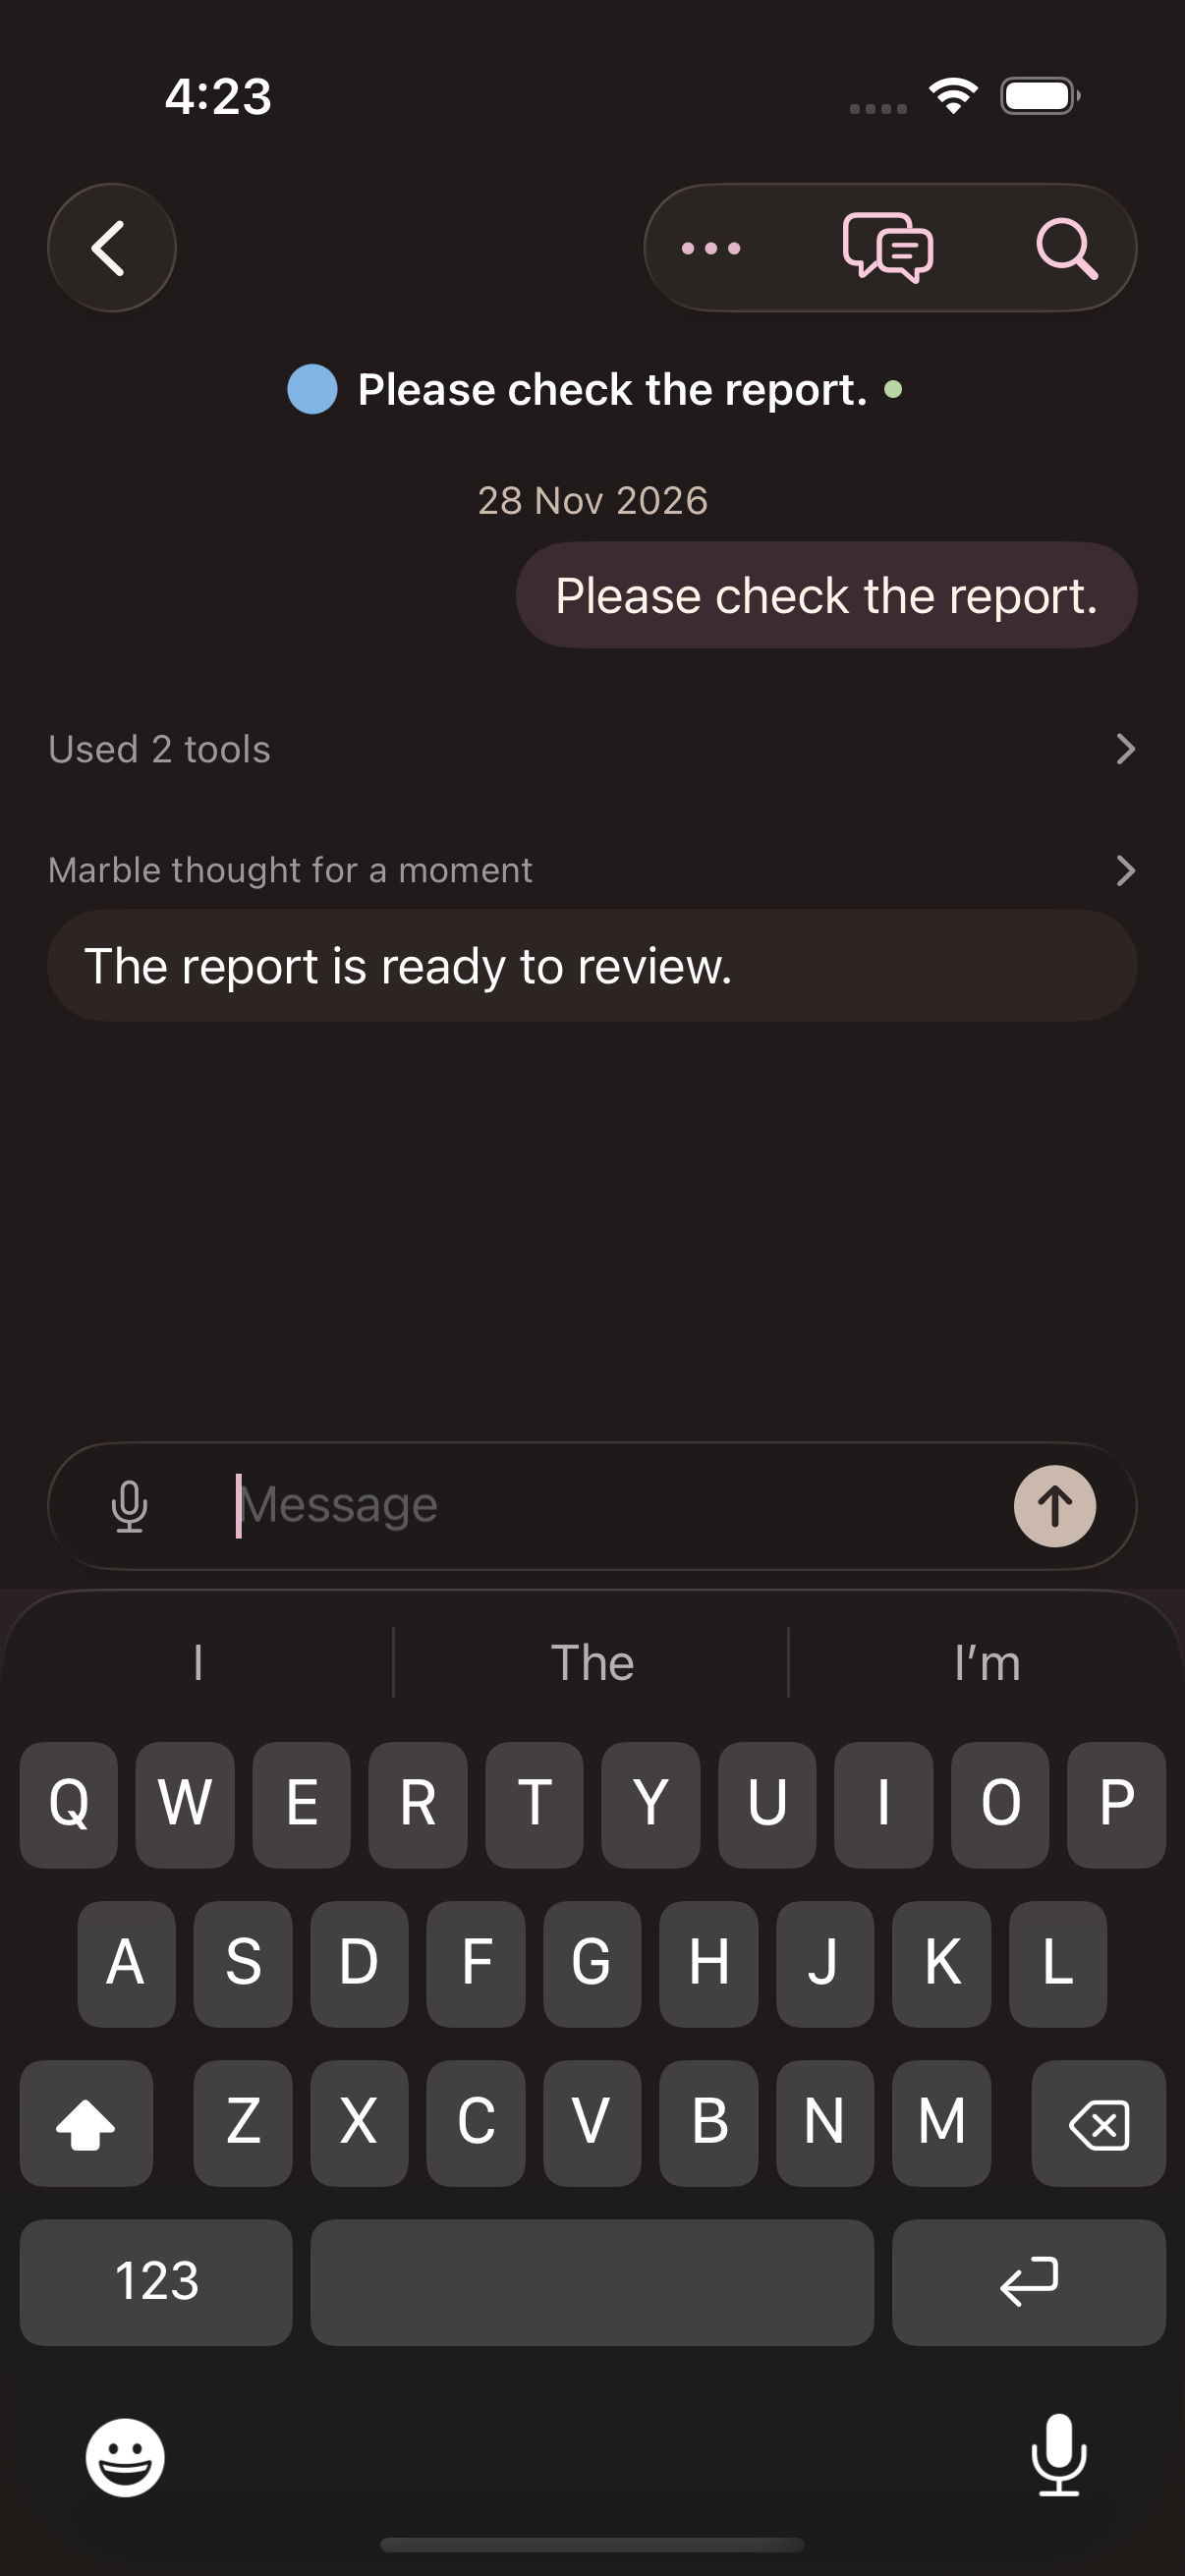 4:23
Please check the report.
28 Nov 2026
Please check the report.
Used 2 tools
Marble thought for a moment
The report is ready to review.
Message
I The I’m
Q W E R T Y U I O P
A S D F G H J K L
Z X C V B N M
123